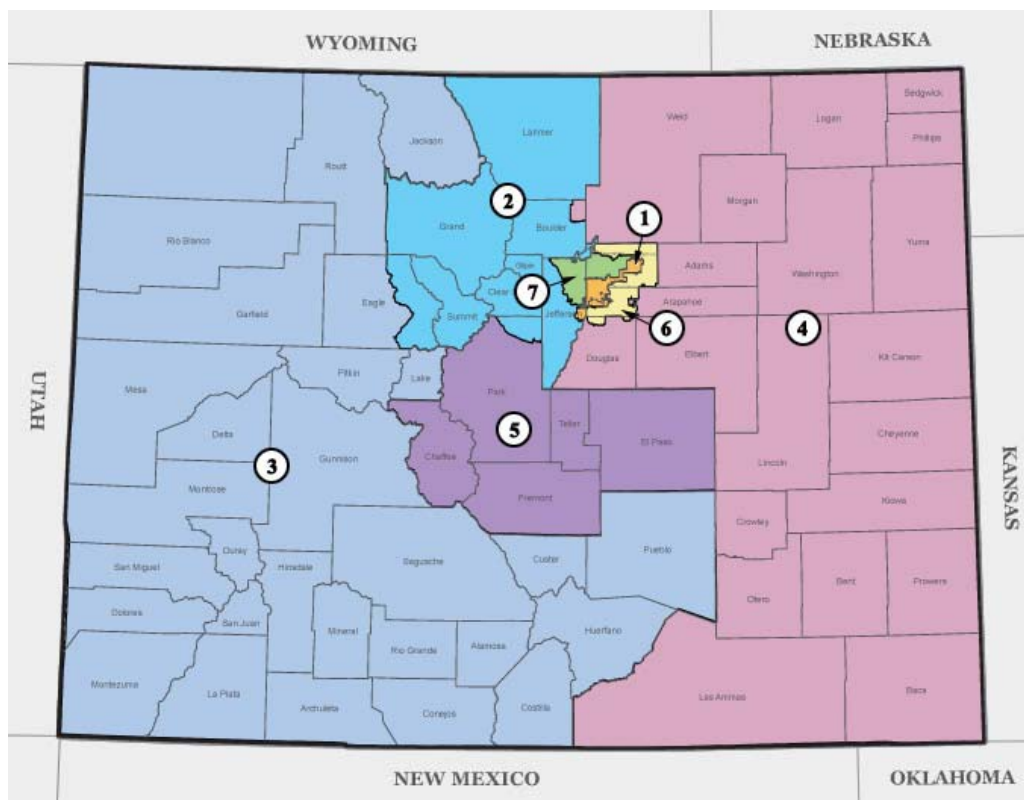 WYOMING
NEBRASKA
Sedgwick
Larimer
Weld
Logan
Phillips
Jackson
Routt
Morgan
2
1
Grand
Boulder
Rio Blanco
Yuma
Adams
Washington
Eagle
Clear
7
Arapahoe
Garfield
Summit
Jefferso
6
4
Elbert
Douglas
Kit Carson
Pitkin
Lake
UTAH
Mesa
Park
Teller
5
Cheyenne
Delta
El Paso
Chaffee
3
Gunnison
Lincoln
KANSAS
Montrose
Fremont
Kiowa
Crowley
Ouray
Pueblo
Saguache
Custer
San Miguel
Hinsdale
Bent
Prowers
Otero
Dolores
San Juan
Mineral
Huerfano
Rio Grande
Alamosa
Montezuma
La Plata
Las Animas
Baca
Archuleta
Conejos
Costilla
NEW MEXICO
OKLAHOMA